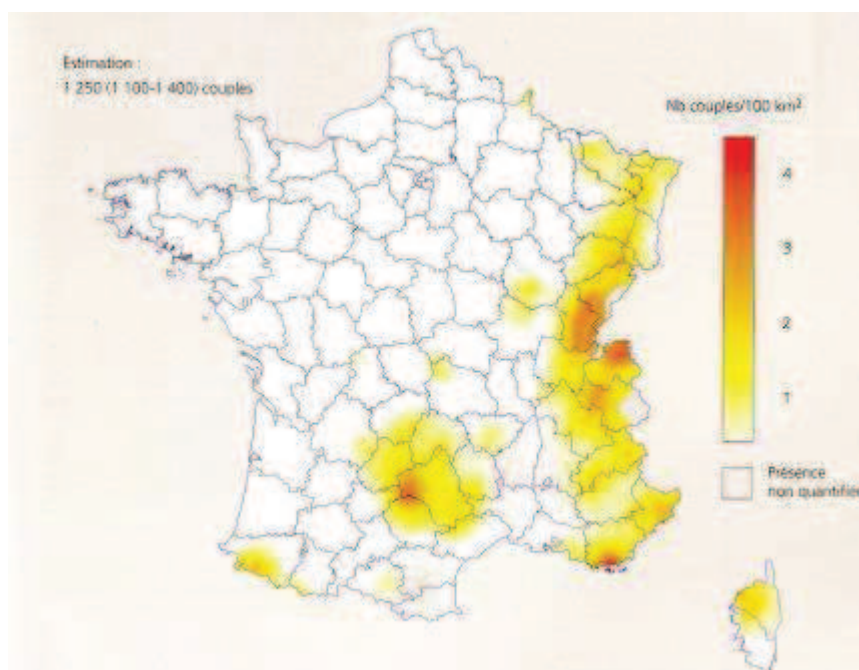 Estimation :
1 250 (1 100-1 400) couples
Nb couples/100 km²
4
3
2
1
Présence
non quantifiée